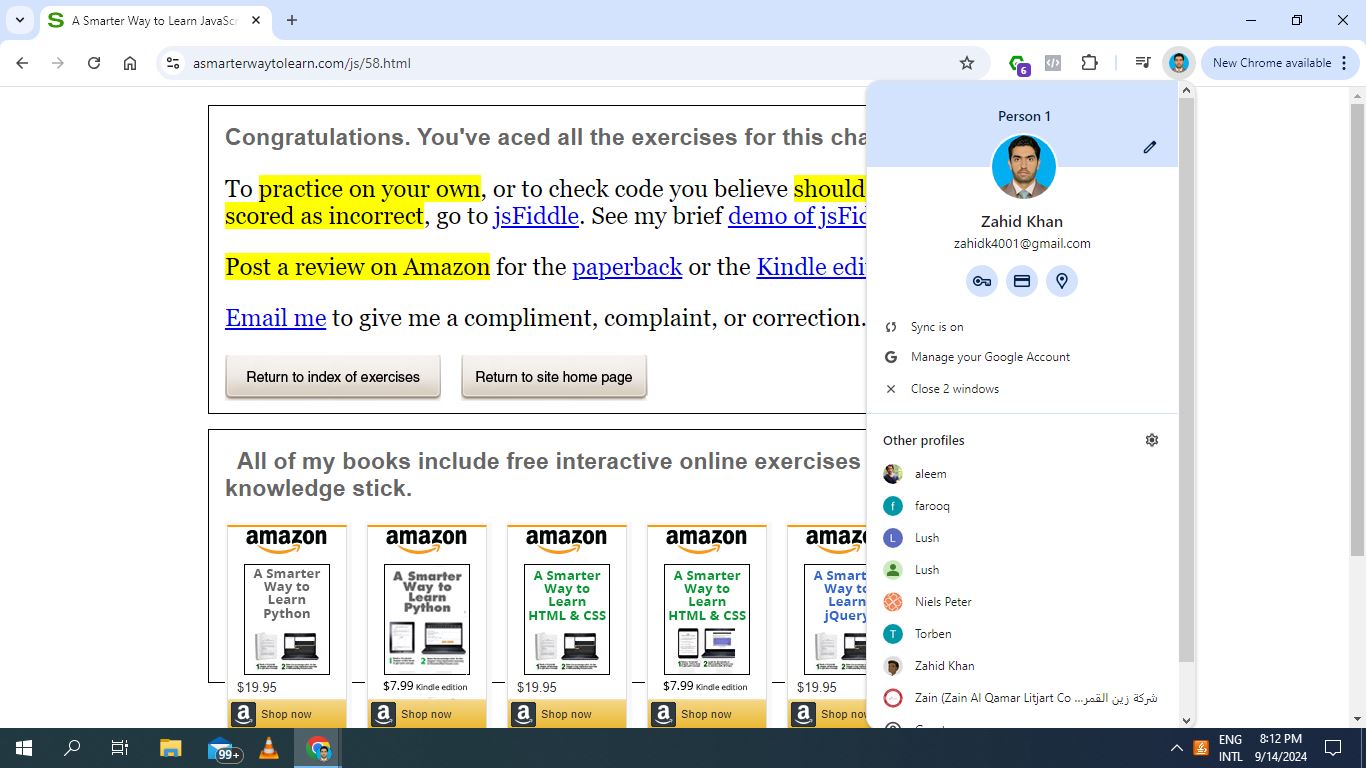 A Smarter Way to Learn JavaScr
asmarterwaytolearn.com/js/58.html
6
New Chrome available
Congratulations. You've aced all the exercises for this cha
To practice on your own, or to check code you believe should
scored as incorrect, go to jsFiddle. See my brief demo of jsFid
Post a review on Amazon for the paperback or the Kindle edi
Email me to give me a compliment, complaint, or correction.
Return to index of exercises
Return to site home page
All of my books include free interactive online exercises
knowledge stick.
amazon
A Smarter
Way to
Learn
Python
$19.95
Shop now
amazon
A Smarter
Way to
Learn
Python
$7.99 Kindle edition
Shop now
amazon
A Smarter
Way to
Learn
HTML & CSS
$19.95
Shop now
amazon
A Smarter
Way to
Learn
HTML & CSS
$7.99 Kindle edition
Shop now
amaz
A Smart
Way to
Learn
jQuery
$19.95
Shop now
Person 1
Zahid Khan
zahidk4001@gmail.com
Sync is on
Manage your Google Account
Close 2 windows
Other profiles
aleem
f farooq
L Lush
Lush
Niels Peter
T Torben
Zahid Khan
Zain (Zain Al Qamar Litjart Co ...شركة زين القمر
99+
ENG
INTL
8:12 PM
9/14/2024